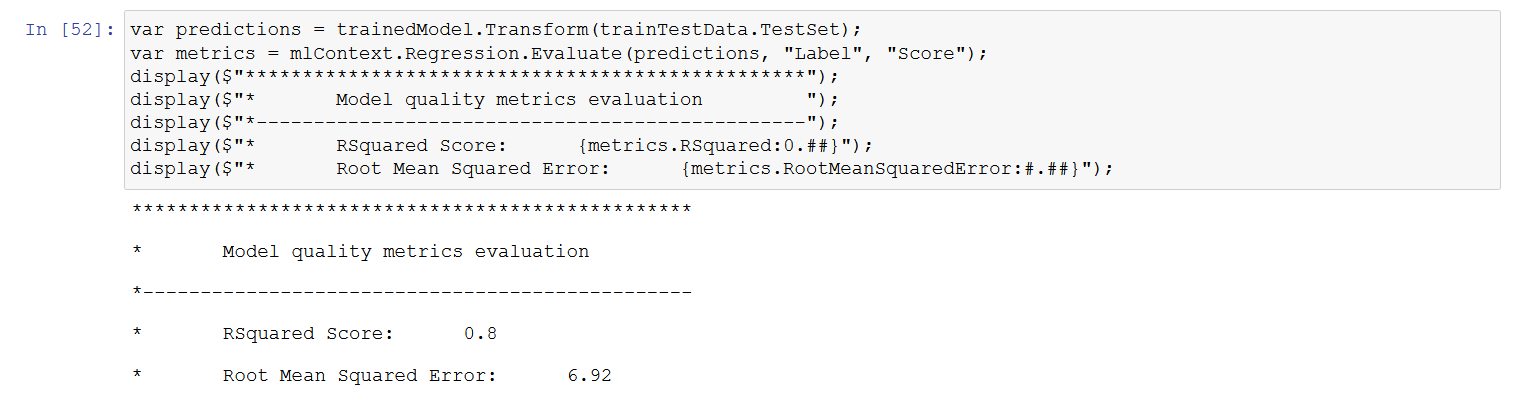 In [52]: var predictions = trainedModel.Transform(trainTestData.TestSet);
var metrics = mlContext.Regression.Evaluate(predictions, "Label", "Score");
display($"*************************************************");
display($"*       Model quality metrics evaluation         ");
display($"*------------------------------------------------");
display($"*       RSquared Score:      {metrics.RSquared:0.##}");
display($"*       Root Mean Squared Error:      {metrics.RootMeanSquaredError:#.##}");
*************************************************
*       Model quality metrics evaluation
*------------------------------------------------
*       RSquared Score:      0.8
*       Root Mean Squared Error:      6.92